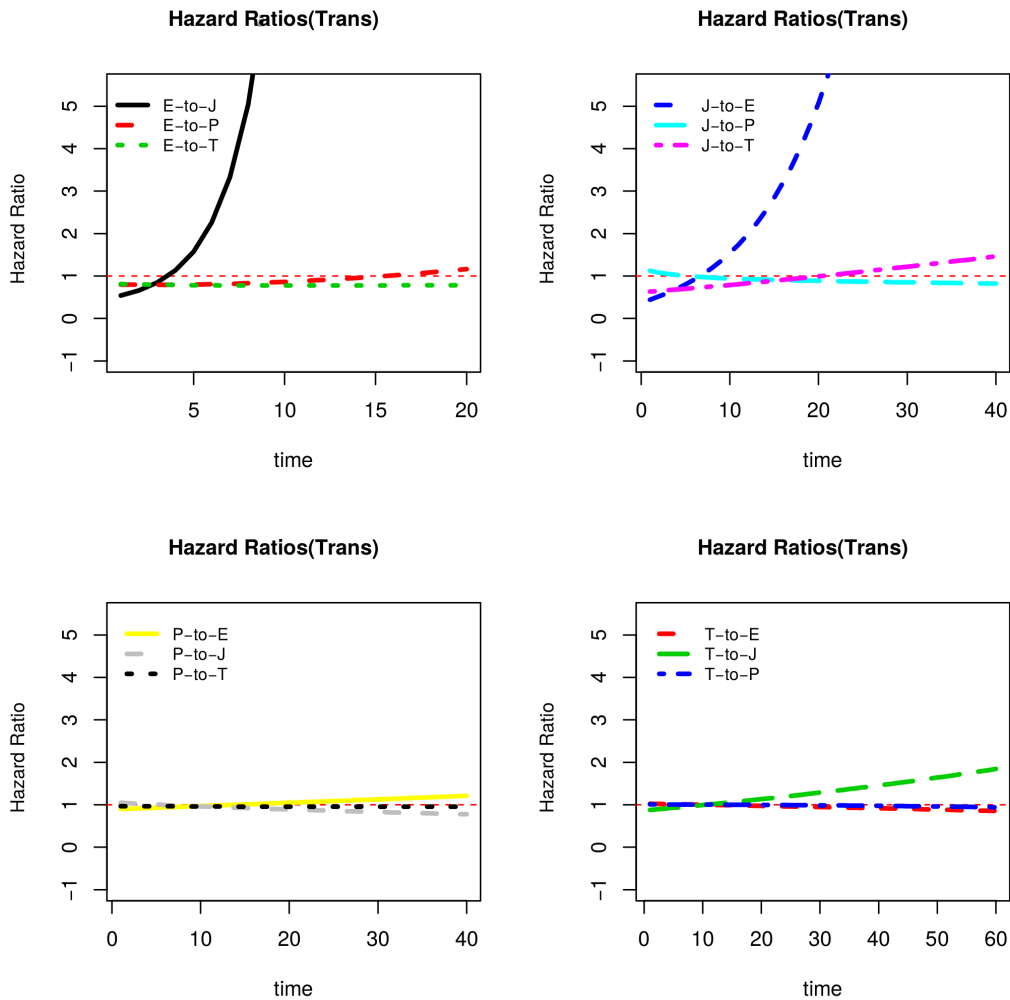 Hazard Ratios(Trans)
Hazard Ratio
5
4
3
2
1
0
−1
E−to−J
E−to−P
E−to−T
5
10
15
20
time
Hazard Ratios(Trans)
Hazard Ratio
5
4
3
2
1
0
−1
J−to−E
J−to−P
J−to−T
0
10
20
30
40
time
Hazard Ratios(Trans)
Hazard Ratio
5
4
3
2
1
0
−1
P−to−E
P−to−J
P−to−T
0
10
20
30
40
time
Hazard Ratios(Trans)
Hazard Ratio
5
4
3
2
1
0
−1
T−to−E
T−to−J
T−to−P
0
10
20
30
40
50
60
time